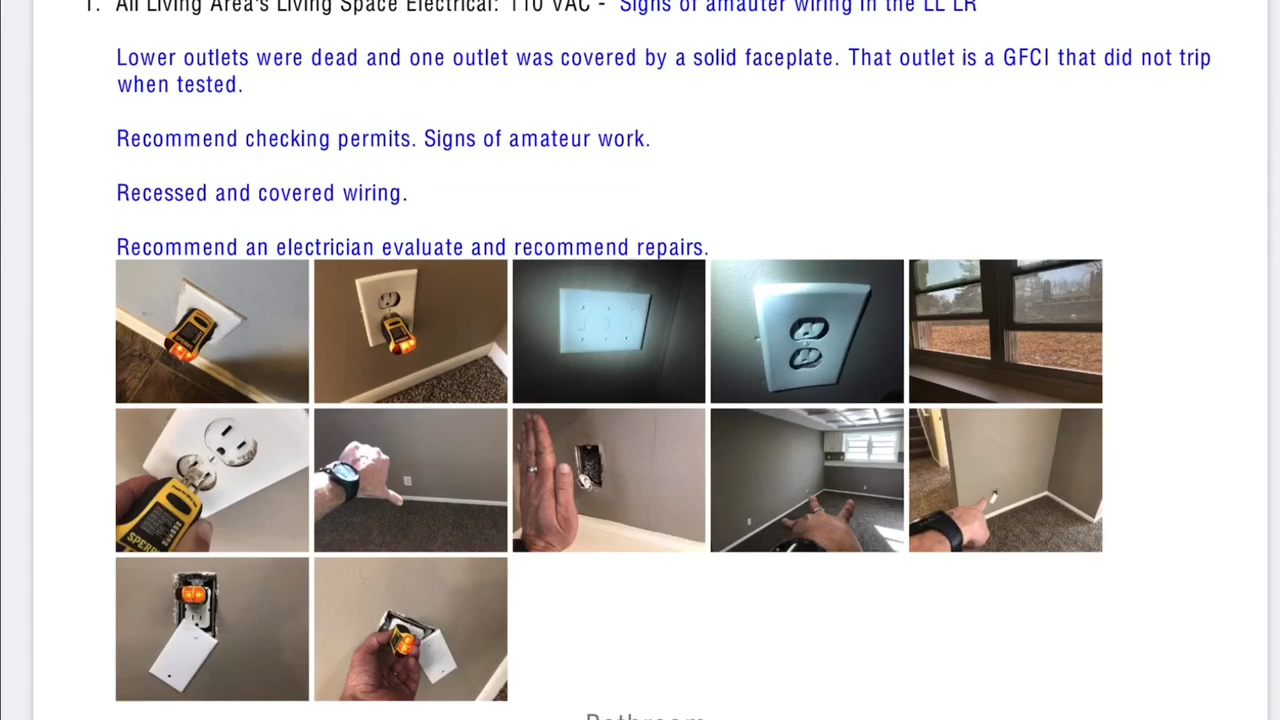 1. All Living Area's Living Space Electrical: 110 VAC - Signs of amauter wiring in the LL LR
Lower outlets were dead and one outlet was covered by a solid faceplate. That outlet is a GFCI that did not trip
when tested.
Recommend checking permits. Signs of amateur work.
Recessed and covered wiring.
Recommend an electrician evaluate and recommend repairs.
SPERRY
Bathroom